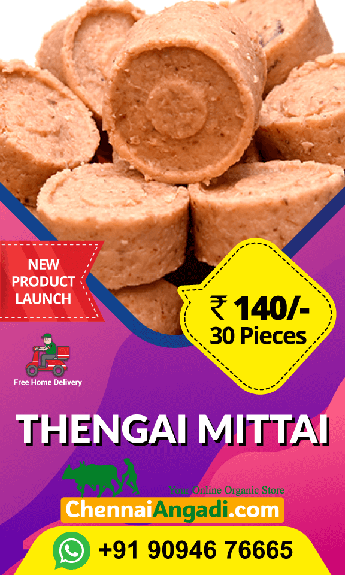 NEW
PRODUCT
LAUNCH
₹ 140/-
30 Pieces
Free Home Delivery
THENGAI MITTAI
Your Online Organic Store
ChennaiAngadi.com
+91 90946 76665